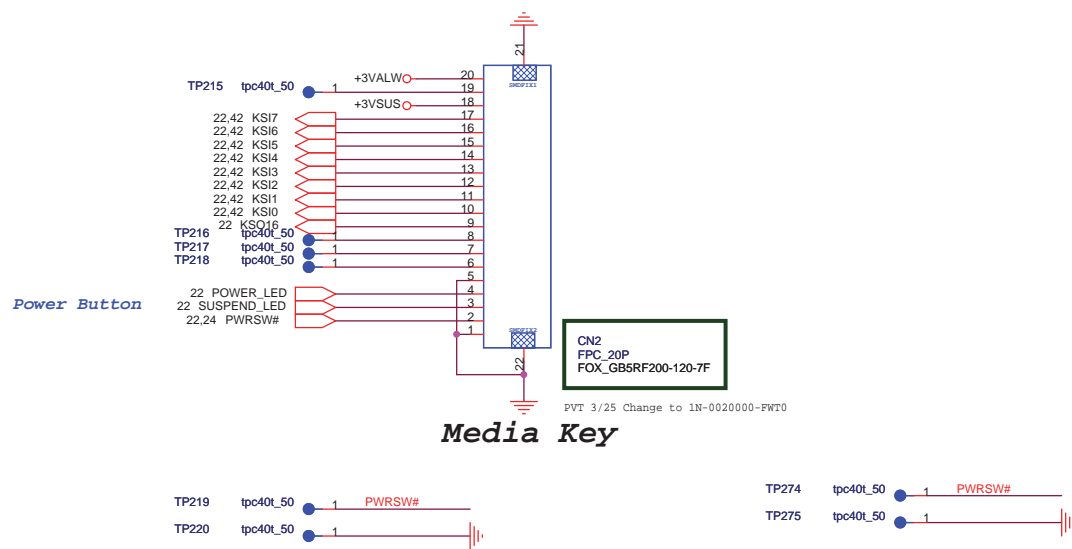 21
SMDFIX1
+3VALW 20
TP215 tpc40t_50 1 19
+3VSUS 18
22,42 KSI7 17
22,42 KSI6 16
22,42 KSI5 15
22,42 KSI4 14
22,42 KSI3 13
22,42 KSI2 12
22,42 KSI1 11
22,42 KSI0 10
22 KSO16 9
TP216 tpc40t_50 1 8
TP217 tpc40t_50 1 7
TP218 tpc40t_50 1 6
5
22 POWER_LED 4
Power Button 22 SUSPEND_LED 3
22,24 PWRSW# 2
1
SMDFIX2
22
CN2
FPC_20P
FOX_GB5RF200-120-7F
PVT 3/25 Change to 1N-0020000-FWT0
Media Key
TP219 tpc40t_50 1 PWRSW#
TP220 tpc40t_50 1
TP274 tpc40t_50 1 PWRSW#
TP275 tpc40t_50 1